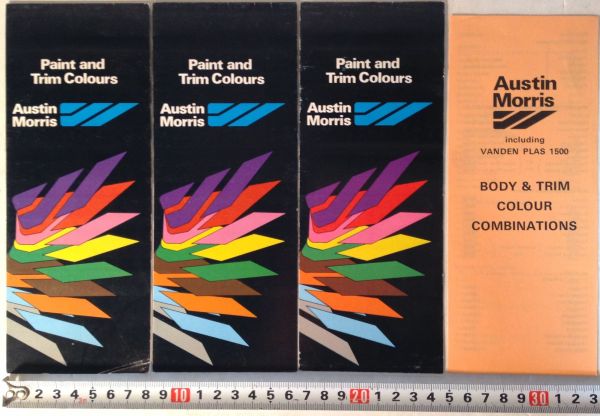 Paint and
Trim Colours
Austin
Morris
Paint and
Trim Colours
Austin
Morris
Paint and
Trim Colours
Austin
Morris
Austin
Morris
including
VANDEN PLAS 1500
BODY & TRIM
COLOUR
COMBINATIONS
2 3 4 5 6 7 8 9 10 1 2 3 4 5 6 7 8 9 20 1 2 3 4 5 6 7 8 9 30 1 2 3